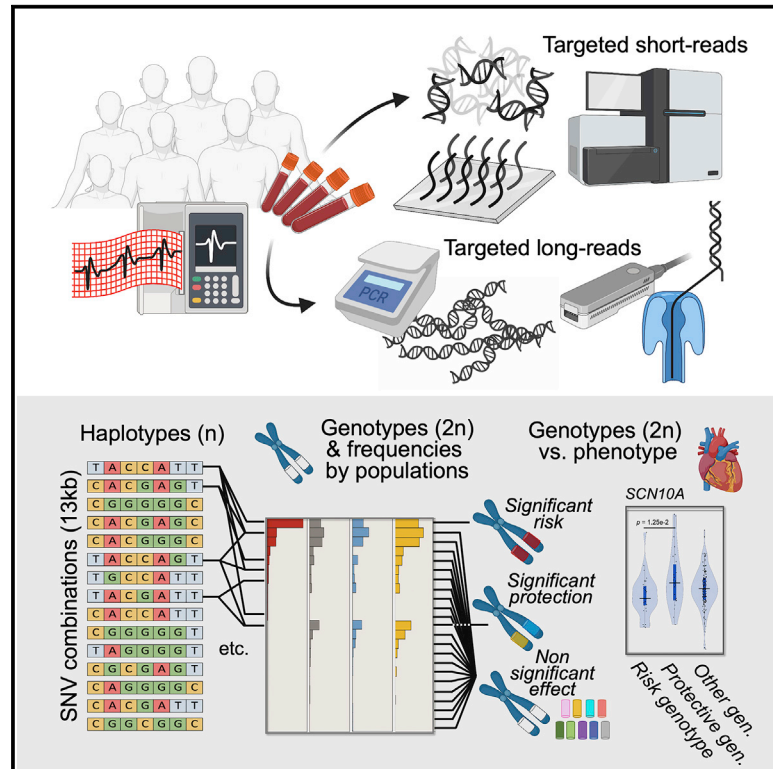 Targeted short-reads
Targeted long-reads
PCR
Haplotypes (n)
Genotypes (2n)
& frequencies
by populations
Genotypes (2n)
vs. phenotype
SNV combinations (13kb)
T A C C A T T
C A C G A G T
C G G G G G C
C A C G A G C
C A C G G G C
T A C C A G T
T G C C A T T
T A C G A T T
C A C C A T T
C G G G G G T
T A G G G G T
C G C G A G T
C A G G G G C
C A C G A T T
C G G C G G C
etc.
Significant
risk
Significant
protection
Non
significant
effect
SCN10A
p = 1.25e-2
Risk genotype
Protective gen.
Other gen.